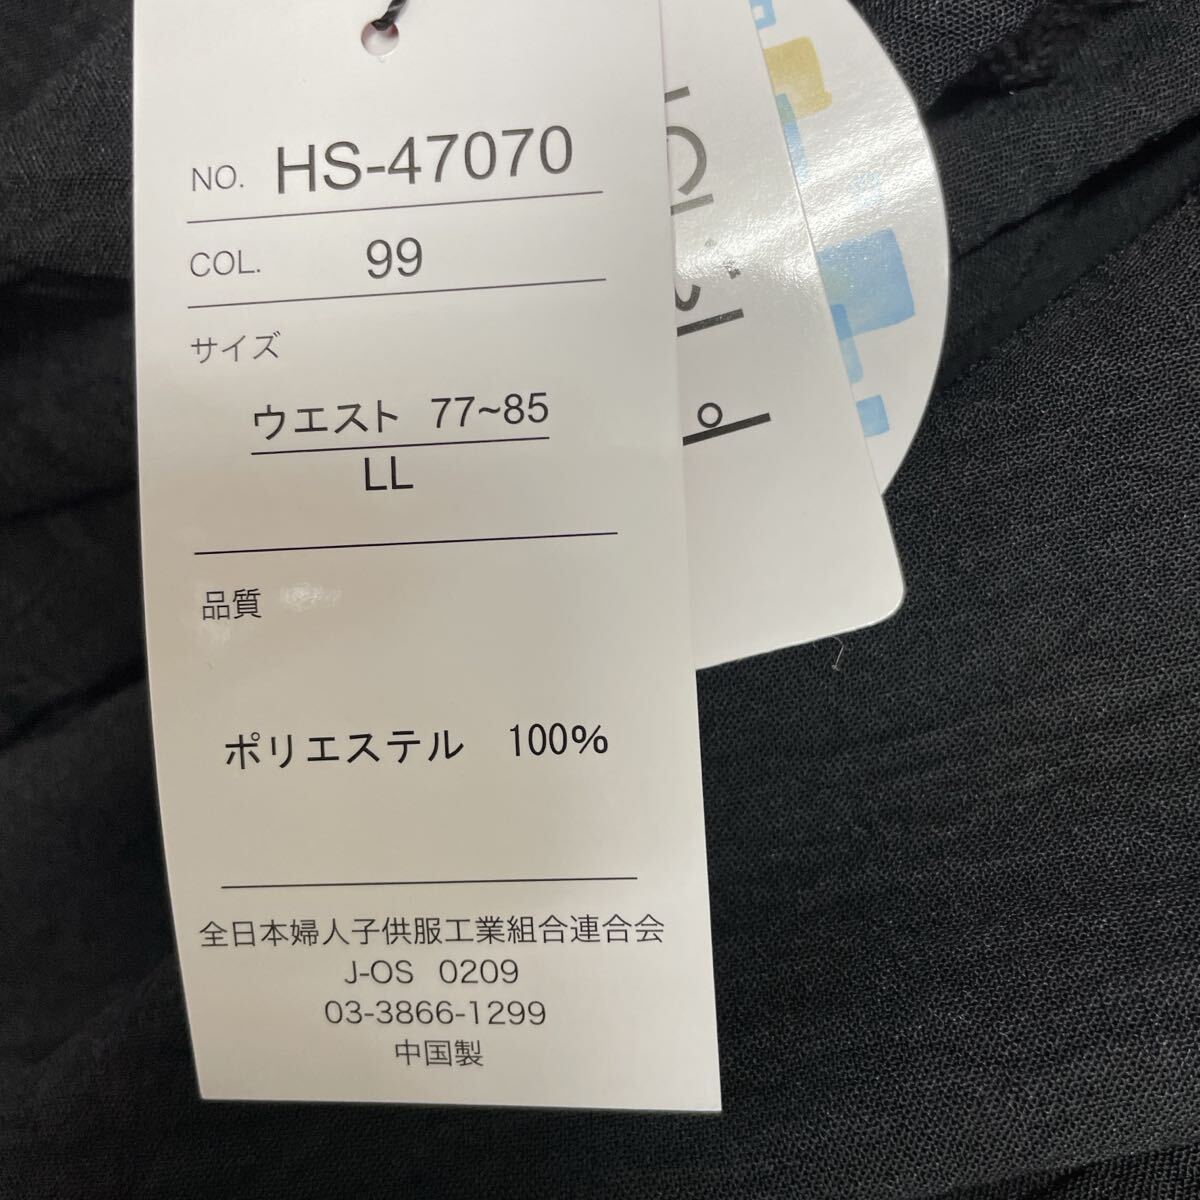 NO. HS-47070
COL. 99
サイズ
ウエスト 77~85
LL
品質
ポリエステル 100%
全日本婦人子供服工業組合連合会
J-OS 0209
03-3866-1299
中国製